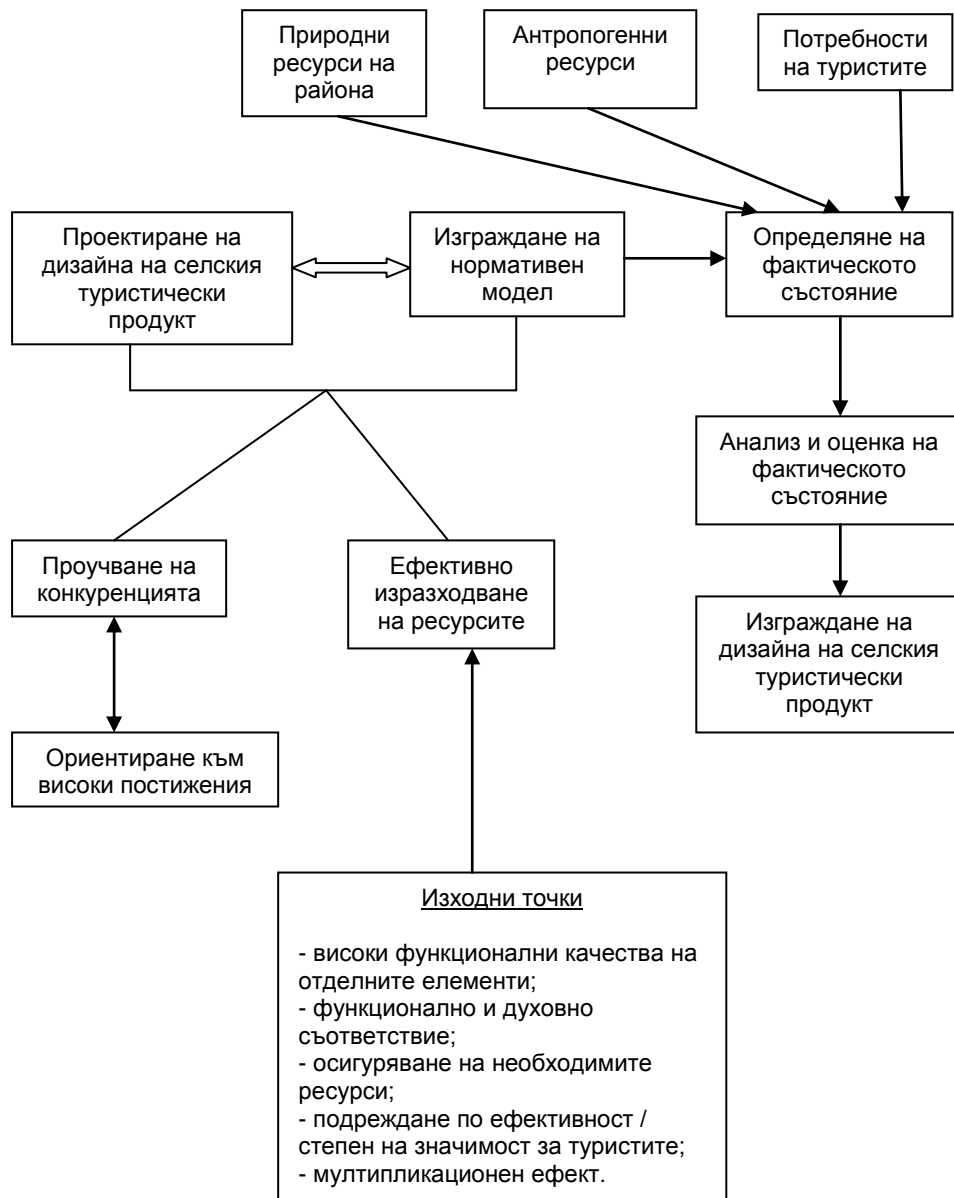 Природни
ресурси на
района
Антропогенни
ресурси
Потребности
на туристите
Проектиране на
дизайна на селския
туристически
продукт
Изграждане на
нормативен
модел
Определяне на
фактическото
състояние
Анализ и оценка на
фактическото
състояние
Проучване на
конкуренцията
Ефективно
изразходване
на ресурсите
Изграждане на
дизайна на селския
туристически
продукт
Ориентиране към
високи постижения
Изходни точки
- високи функционални качества на
отделните елементи;
- функционално и духовно
съответствие;
- осигуряване на необходимите
ресурси;
- подреждане по ефективност /
степен на значимост за туристите;
- мултипликационен ефект.